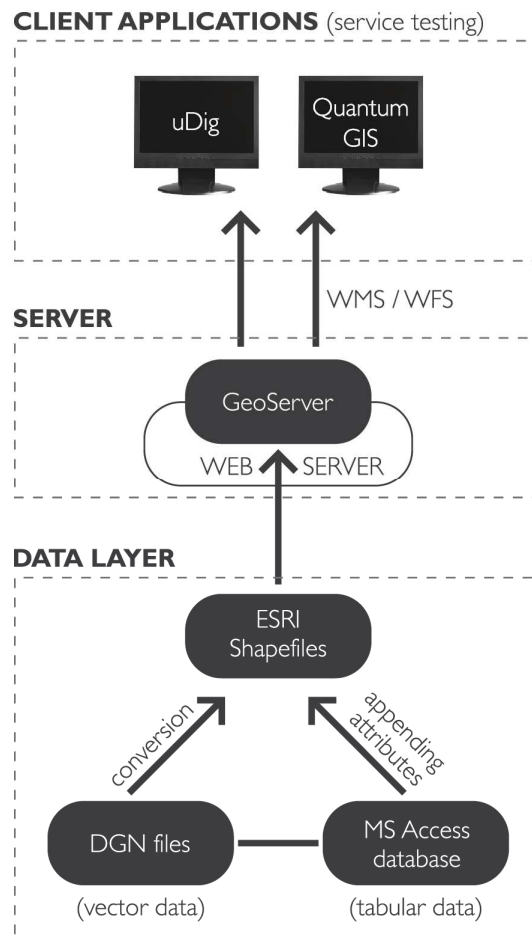 CLIENT APPLICATIONS (service testing)
uDig
Quantum
GIS
WMS / WFS
SERVER
GeoServer
WEB SERVER
DATA LAYER
ESRI
Shapefiles
conversion
appending
attributes
DGN files
MS Access
database
(vector data)
(tabular data)